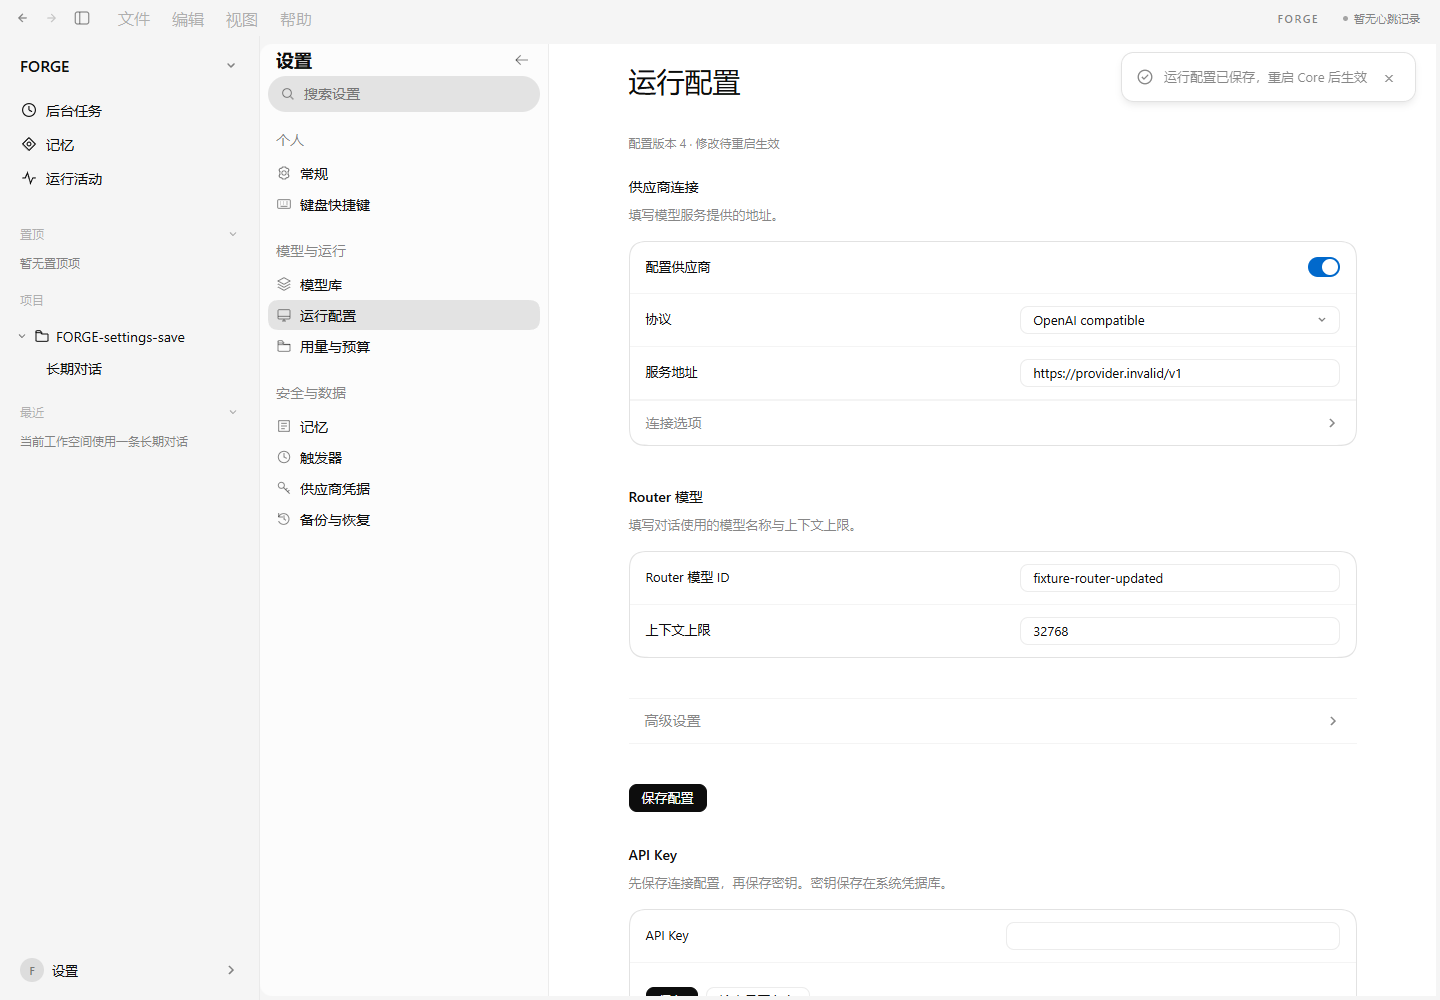 文件 编辑 视图 帮助
FORGE 暂无心跳记录
FORGE
后台任务
记忆
运行活动
置顶
暂无置顶项
项目
FORGE-settings-save
长期对话
最近
当前工作空间使用一条长期对话
F 设置
设置
搜索设置
个人
常规
键盘快捷键
模型与运行
模型库
运行配置
用量与预算
安全与数据
记忆
触发器
供应商凭据
备份与恢复
运行配置
运行配置已保存，重启 Core 后生效
配置版本 4 · 修改待重启生效
供应商连接
填写模型服务提供的地址。
配置供应商
协议 OpenAI compatible
服务地址 https://provider.invalid/v1
连接选项
Router 模型
填写对话使用的模型名称与上下文上限。
Router 模型 ID fixture-router-updated
上下文上限 32768
高级设置
保存配置
API Key
先保存连接配置，再保存密钥。密钥保存在系统凭据库。
API Key